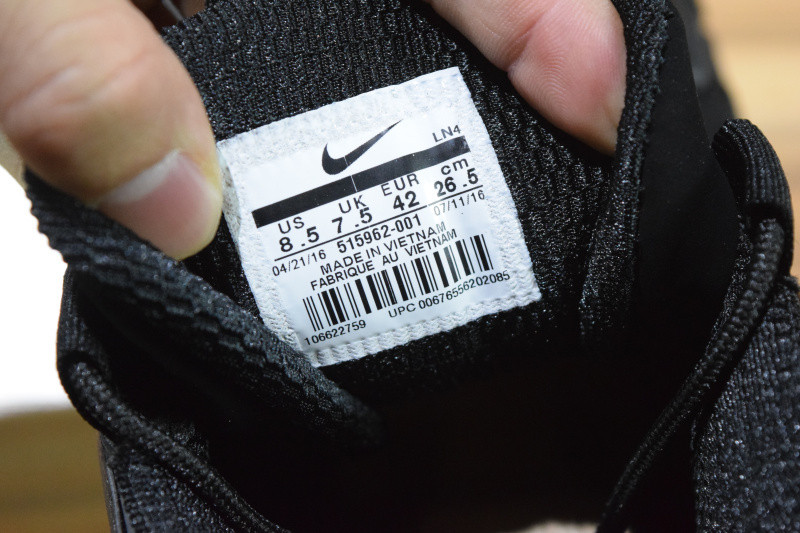 LN4
US UK EUR cm
8.5 7.5 42 26.5
04/21/16 515962-001 07/11/16
MADE IN VIETNAM
FABRIQUE AU VIETNAM
106622759 UPC 00676556202085